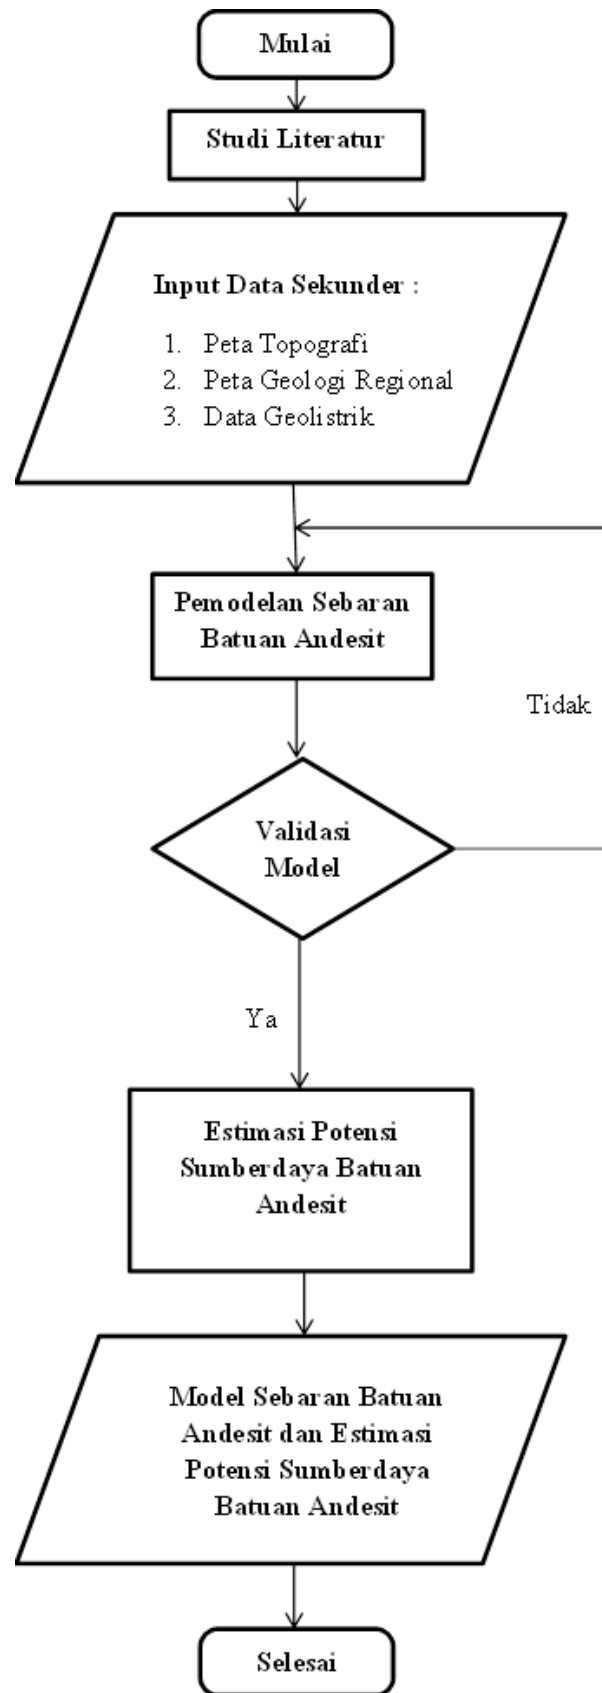 Mulai
Studi Literatur
Input Data Sekunder :
1. Peta Topografi
2. Peta Geologi Regional
3. Data Geolistrik
Pemodelan Sebaran
Batuan Andesit
Tidak
Validasi
Model
Ya
Estimasi Potensi
Sumberdaya Batuan
Andesit
Model Sebaran Batuan
Andesit dan Estimasi
Potensi Sumberdaya
Batuan Andesit
Selesai